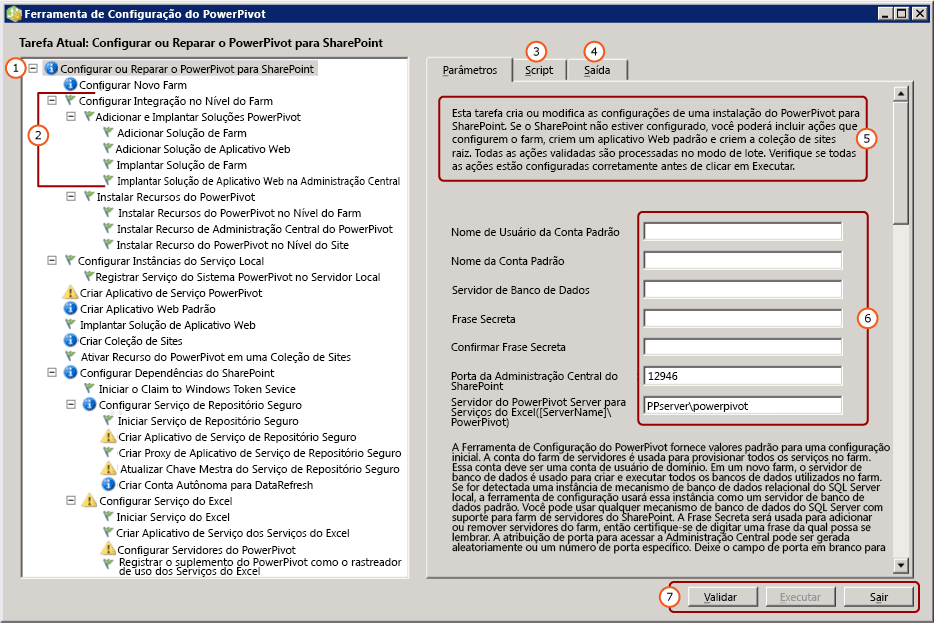 Ferramenta de Configuração do PowerPivot
Tarefa Atual: Configurar ou Reparar o PowerPivot para SharePoint
1
Configurar ou Reparar o PowerPivot para SharePoint
Configurar Novo Farm
Configurar Integração no Nível do Farm
Adicionar e Implantar Soluções PowerPivot
2
Adicionar Solução de Farm
Adicionar Solução de Aplicativo Web
Implantar Solução de Farm
Implantar Solução de Aplicativo Web na Administração Central
Instalar Recursos do PowerPivot
Instalar Recursos do PowerPivot no Nível do Farm
Instalar Recurso de Administração Central do PowerPivot
Instalar Recurso do PowerPivot no Nível do Site
Configurar Instâncias do Serviço Local
Registrar Serviço do Sistema PowerPivot no Servidor Local
Criar Aplicativo de Serviço PowerPivot
Criar Aplicativo Web Padrão
Implantar Solução de Aplicativo Web
Criar Coleção de Sites
Ativar Recurso do PowerPivot em uma Coleção de Sites
Configurar Dependências do SharePoint
Iniciar o Claim to Windows Token Sevice
Configurar Serviço de Repositório Seguro
Iniciar Serviço de Repositório Seguro
Criar Aplicativo de Serviço de Repositório Seguro
Criar Proxy de Aplicativo de Serviço de Repositório Seguro
Atualizar Chave Mestra do Serviço de Repositório Seguro
Criar Conta Autônoma para DataRefresh
Configurar Serviço do Excel
Iniciar Serviço do Excel
Criar Aplicativo de Serviço dos Serviços do Excel
Configurar Servidores do PowerPivot
Registrar o suplemento do PowerPivot como o rastreador
de uso dos Serviços do Excel
3
4
Parâmetros
Script
Saída
Esta tarefa cria ou modifica as configurações de uma instalação do PowerPivot para
SharePoint. Se o SharePoint não estiver configurado, você poderá incluir ações que
configurem o farm, criem um aplicativo Web padrão e criem a coleção de sites
raiz. Todas as ações validadas são processadas no modo de lote. Verifique se todas
as ações estão configuradas corretamente antes de clicar em Executar.
5
Nome de Usuário da Conta Padrão
Nome da Conta Padrão
Servidor de Banco de Dados
Frase Secreta
6
Confirmar Frase Secreta
Porta da Administração Central do
SharePoint
12946
Servidor do PowerPivot Server para
Serviços do Excel([ServerName]\
PowerPivot)
PPserver\powerpivot
A Ferramenta de Configuração do PowerPivot fornece valores padrão para uma configuração
inicial. A conta do farm de servidores é usada para provisionar todos os serviços no farm.
Essa conta deve ser uma conta de usuário de domínio. Em um novo farm, o servidor de
banco de dados é usado para criar e executar todos os bancos de dados utilizados no farm.
Se for detectada uma instância de mecanismo de banco de dados relacional do SQL Server
local, a ferramenta de configuração usará essa instância como um servidor de banco de
dados padrão. Você pode usar qualquer mecanismo de banco de dados do SQL Server com
suporte para farm de servidores do SharePoint. A Frase Secreta será usada para adicionar
ou remover servidores do farm, então certifique-se de digitar uma frase da qual possa se
lembrar. A atribuição de porta para acessar a Administração Central pode ser gerada
aleatoriamente ou um número de porta específico. Deixe o campo de porta em branco para
7
Validar
Executar
Sair